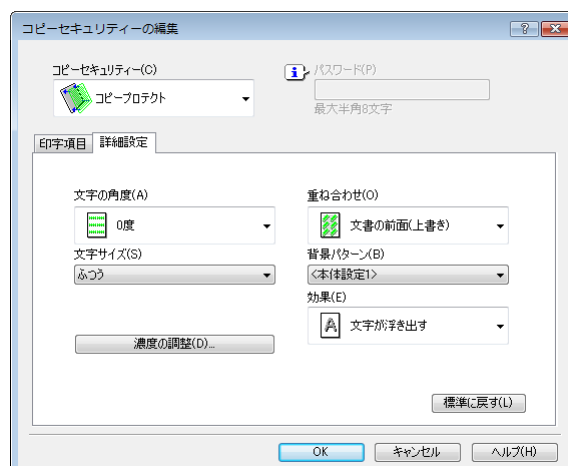 コピーセキュリティーの編集
コピーセキュリティー(C)
コピープロテクト
パスワード(P)
最大半角8文字
印字項目
詳細設定
文字の角度(A)
0度
文字サイズ(S)
ふつう
濃度の調整(D)...
重ね合わせ(O)
文書の前面(上書き)
背景パターン(B)
<本体設定1>
効果(E)
A 文字が浮き出す
標準に戻す(L)
OK
キャンセル
ヘルプ(H)